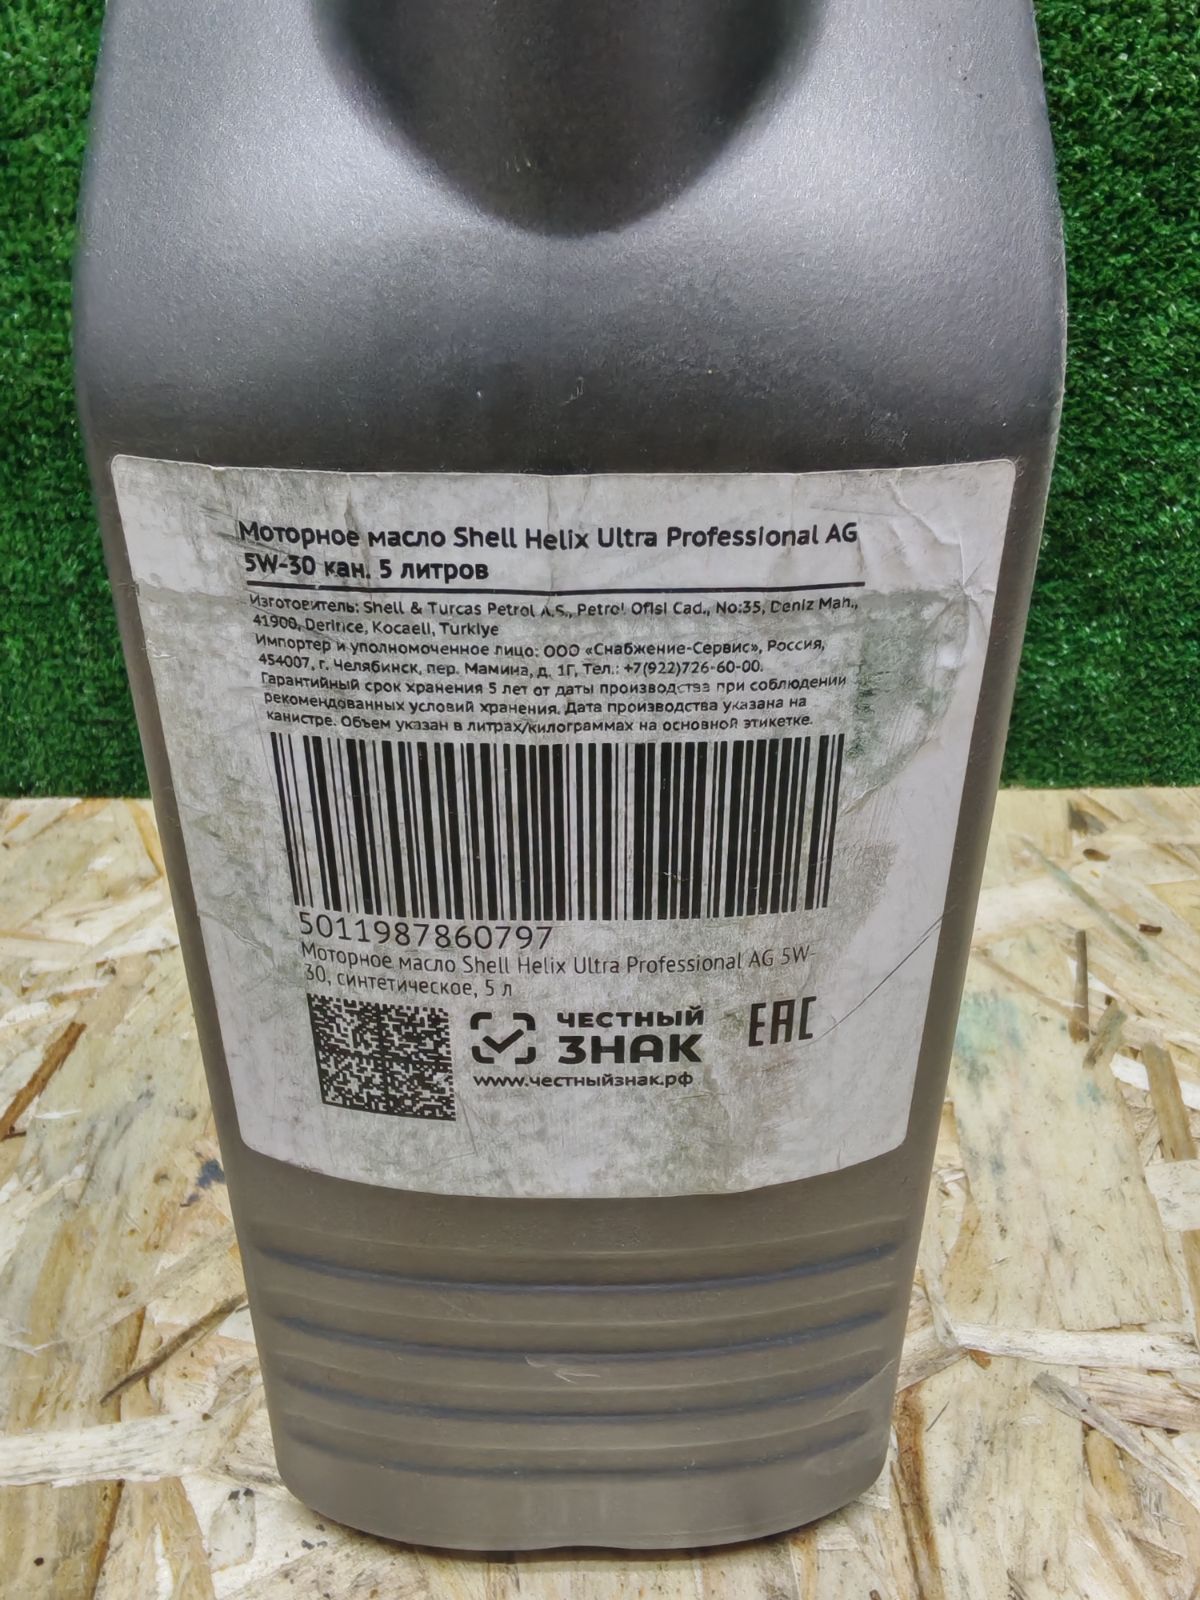 Моторное масло Shell Helix Ultra Professional AG
5W-30 кан. 5 литров
Изготовитель: Shell & Turcas Petrol A.S., Petrol Ofisi Cad., No:35, Deniz Mah.,
41900, Derince, Kocaeli, Turkiye
Импортер и уполномоченное лицо: ООО «Снабжение-Сервис», Россия,
454007, г. Челябинск, пер. Мамина, д. 1Г, Тел.: +7(922)726-60-00.
Гарантийный срок хранения 5 лет от даты производства при соблюдении
рекомендованных условий хранения. Дата производства указана на
канистре. Объем указан в литрах/килограммах на основной этикетке.
5011987860797
Моторное масло Shell Helix Ultra Professional AG 5W-
30, синтетическое, 5 л
ЧЕСТНЫЙ
ЗНАК
www.честныйзнак.рф
EAC